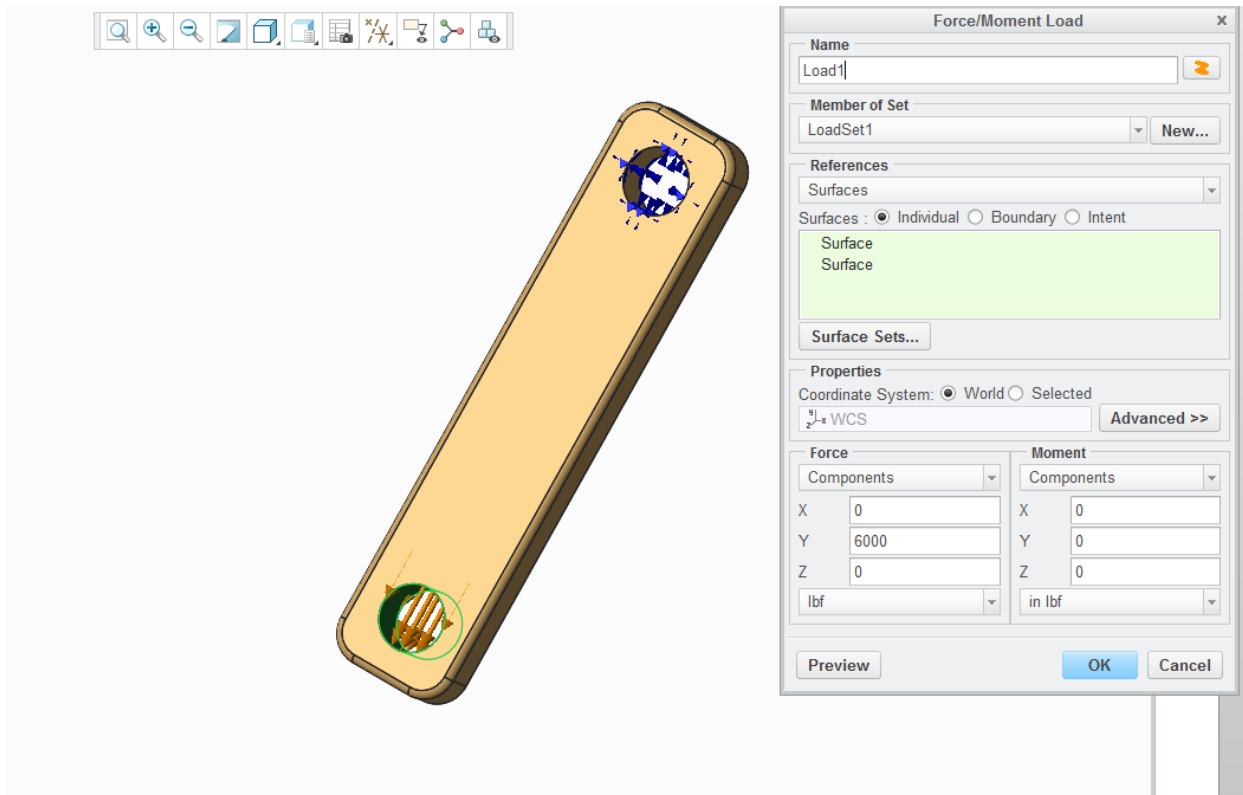 Force/Moment Load x
Name
Load1
Member of Set
LoadSet1 New...
References
Surfaces
Surfaces : Individual Boundary Intent
Surface
Surface
Surface Sets...
Properties
Coordinate System: World Selected
y z x WCS Advanced >>
Force Moment
Components Components
X 0 X 0
Y 6000 Y 0
Z 0 Z 0
lbf in lbf
Preview OK Cancel